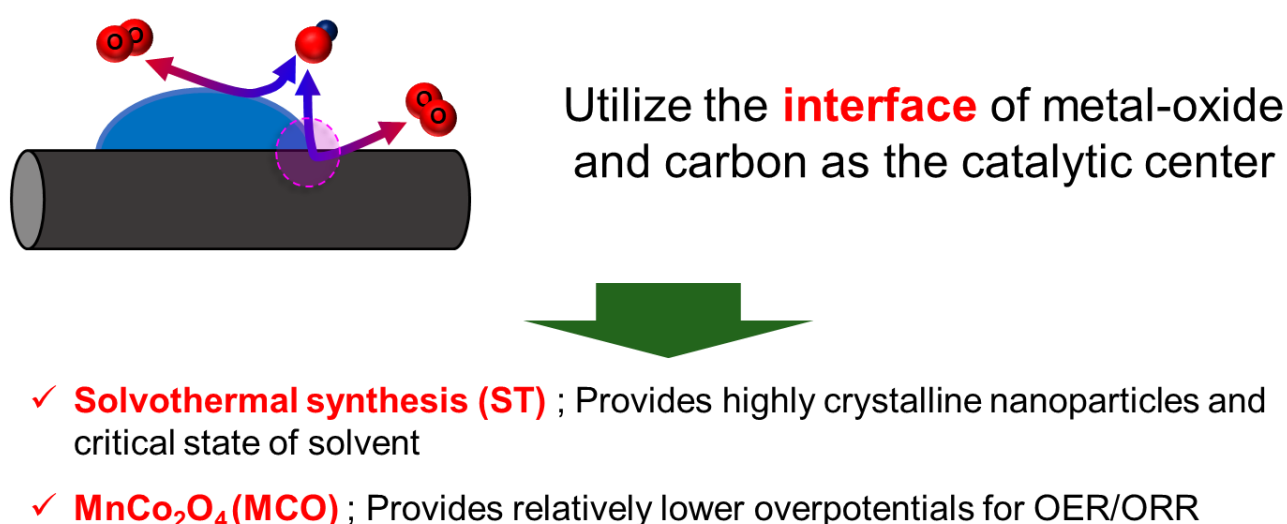 O O
O
O
Utilize the interface of metal-oxide
and carbon as the catalytic center
✓ Solvothermal synthesis (ST) ; Provides highly crystalline nanoparticles and
critical state of solvent
✓ MnCo₂O₄(MCO) ; Provides relatively lower overpotentials for OER/ORR